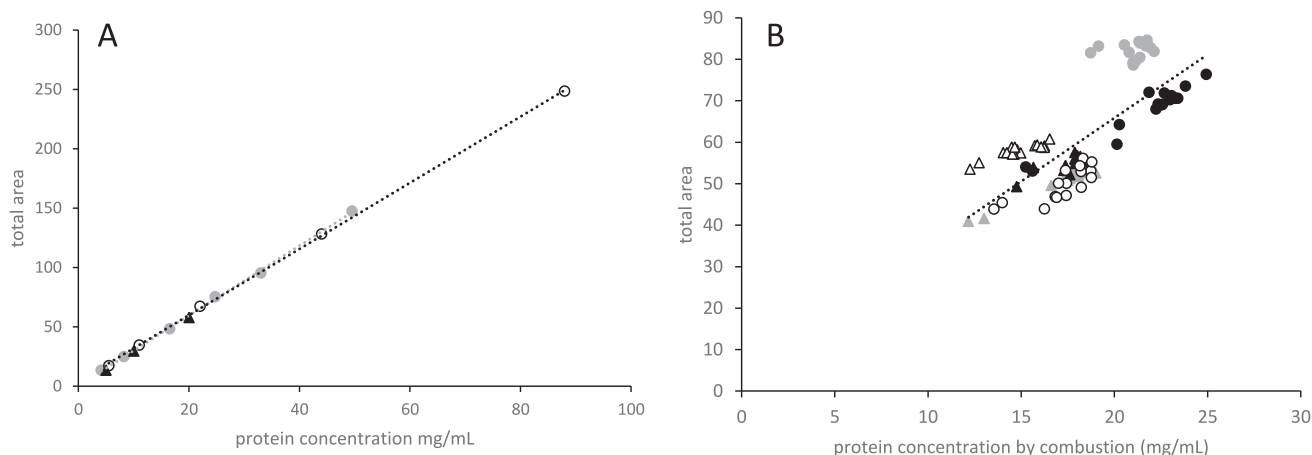 A
300
250
200
150
100
50
0
total area
0 20 40 60 80 100
protein concentration mg/mL
B
90
80
70
60
50
40
30
20
10
0
total area
0 5 10 15 20 25 30
protein concentration by combustion (mg/mL)